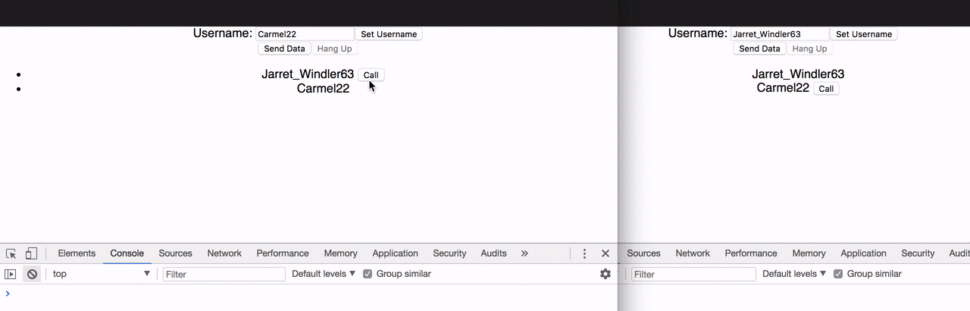 Username: Carmel22 Set Username
Send Data Hang Up
Jarret_Windler63 Call
Carmel22
Elements Console Sources Network Performance Memory Application Security Audits »
top Filter Default levels Group similar
Username: Jarret_Windler63 Set Username
Send Data Hang Up
Jarret_Windler63
Carmel22 Call
Sources Network Performance Memory Application Security Audit
Filter Default levels Group similar